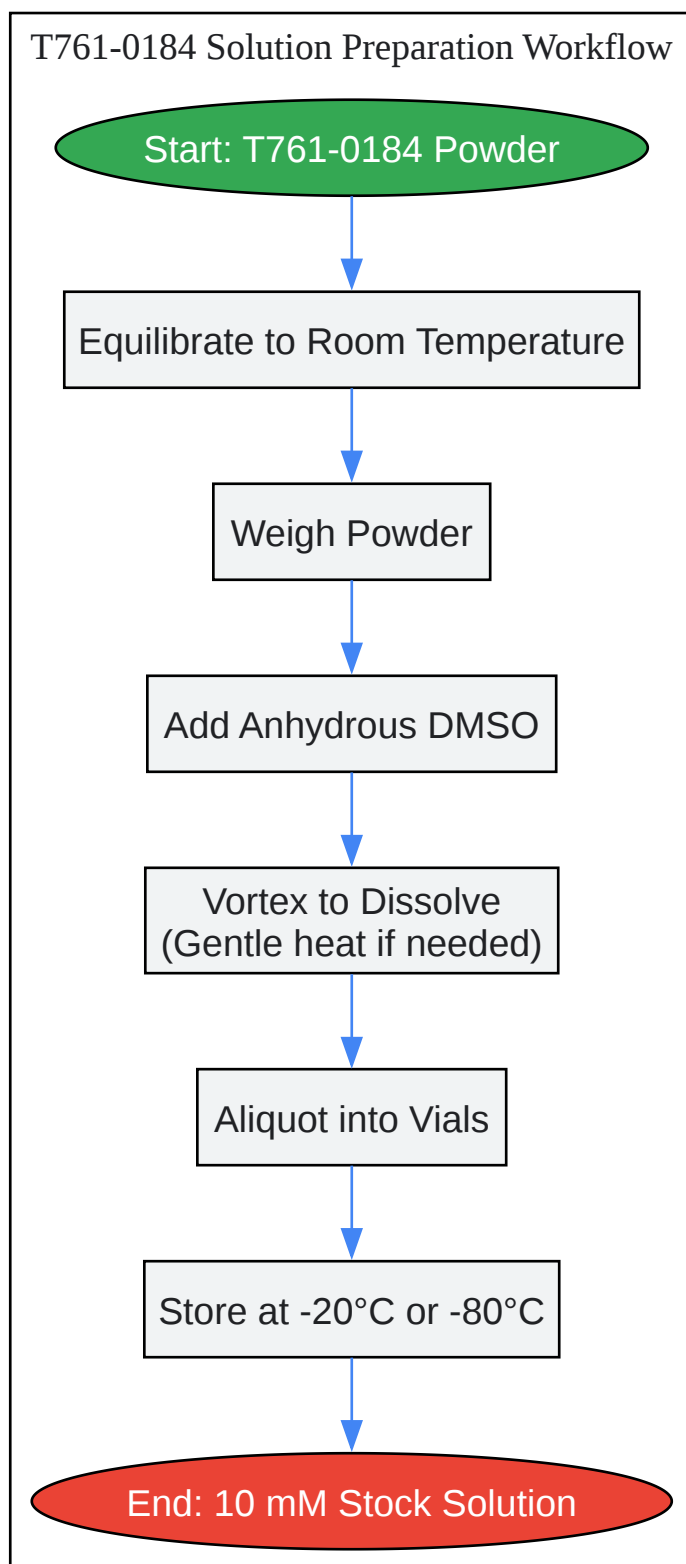 T761-0184 Solution Preparation Workflow
Start: T761-0184 Powder
Equilibrate to Room Temperature
Weigh Powder
Add Anhydrous DMSO
Vortex to Dissolve
(Gentle heat if needed)
Aliquot into Vials
Store at -20°C or -80°C
End: 10 mM Stock Solution